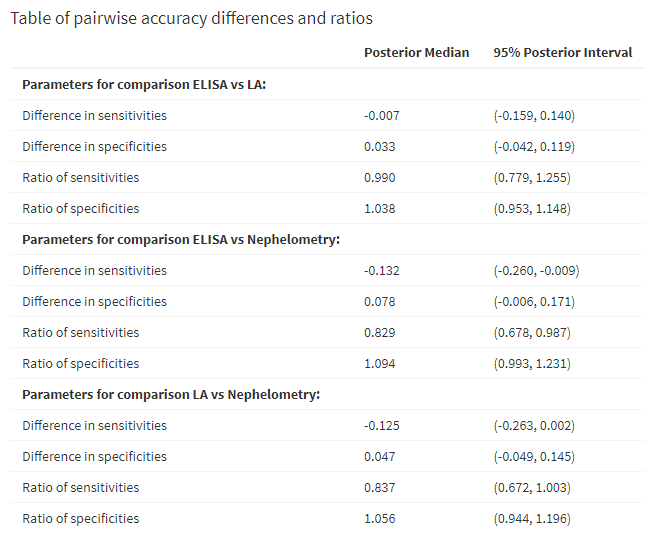 Table of pairwise accuracy differences and ratios
Posterior Median 95% Posterior Interval
Parameters for comparison ELISA vs LA:
Difference in sensitivities -0.007 (-0.159, 0.140)
Difference in specificities 0.033 (-0.042, 0.119)
Ratio of sensitivities 0.990 (0.779, 1.255)
Ratio of specificities 1.038 (0.953, 1.148)
Parameters for comparison ELISA vs Nephelometry:
Difference in sensitivities -0.132 (-0.260, -0.009)
Difference in specificities 0.078 (-0.006, 0.171)
Ratio of sensitivities 0.829 (0.678, 0.987)
Ratio of specificities 1.094 (0.993, 1.231)
Parameters for comparison LA vs Nephelometry:
Difference in sensitivities -0.125 (-0.263, 0.002)
Difference in specificities 0.047 (-0.049, 0.145)
Ratio of sensitivities 0.837 (0.672, 1.003)
Ratio of specificities 1.056 (0.944, 1.196)